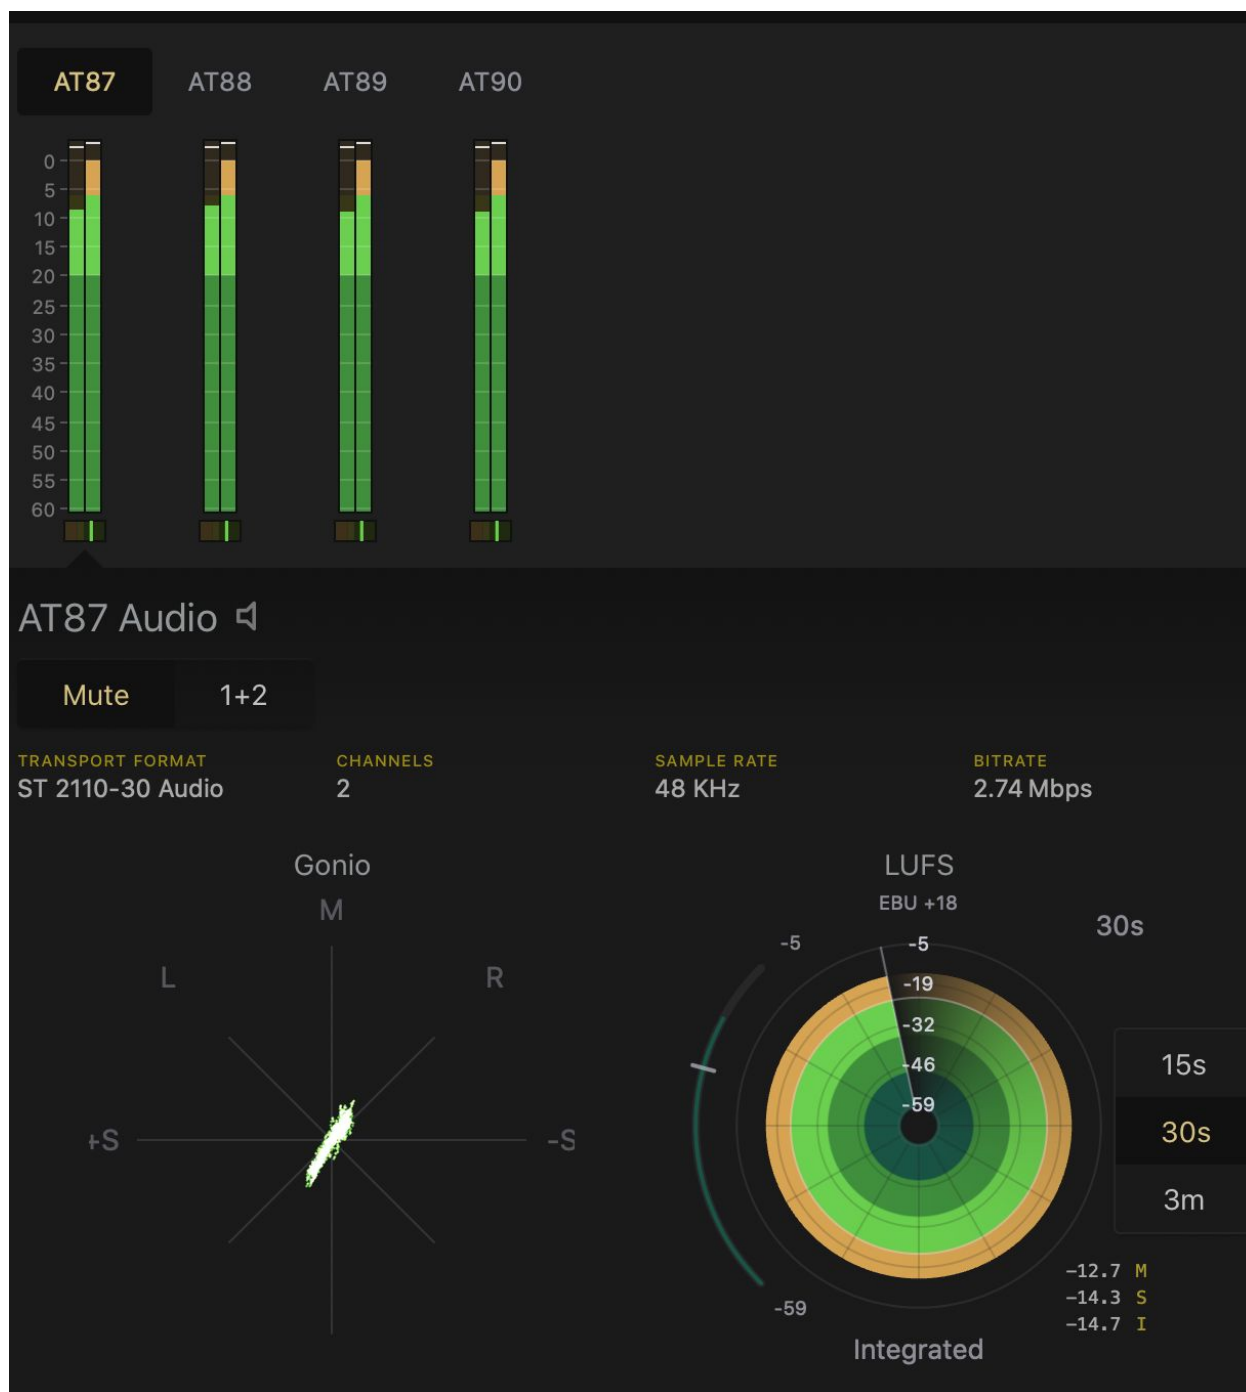 AT87 AT88 AT89 AT90
0
5
10
15
20
25
30
35
40
45
50
55
60
AT87 Audio
Mute 1+2
TRANSPORT FORMAT CHANNELS SAMPLE RATE BITRATE
ST 2110-30 Audio 2 48 KHz 2.74 Mbps
Gonio
M
L R
+S -S
LUFS
EBU +18
30s
-5 -5
-19
-32
-46
-59
-59
15s
30s
3m
-12.7 M
-14.3 S
-14.7 I
Integrated